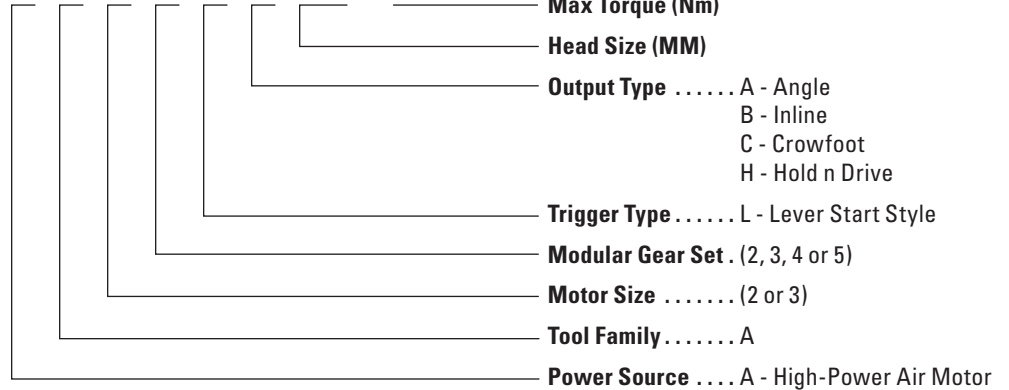 Max Torque (Nm)
Head Size (MM)
Output Type . . . . . . A - Angle
B - Inline
C - Crowfoot
H - Hold n Drive
Trigger Type . . . . . . L - Lever Start Style
Modular Gear Set . (2, 3, 4 or 5)
Motor Size . . . . . . . (2 or 3)
Tool Family . . . . . . . A
Power Source . . . . A - High-Power Air Motor